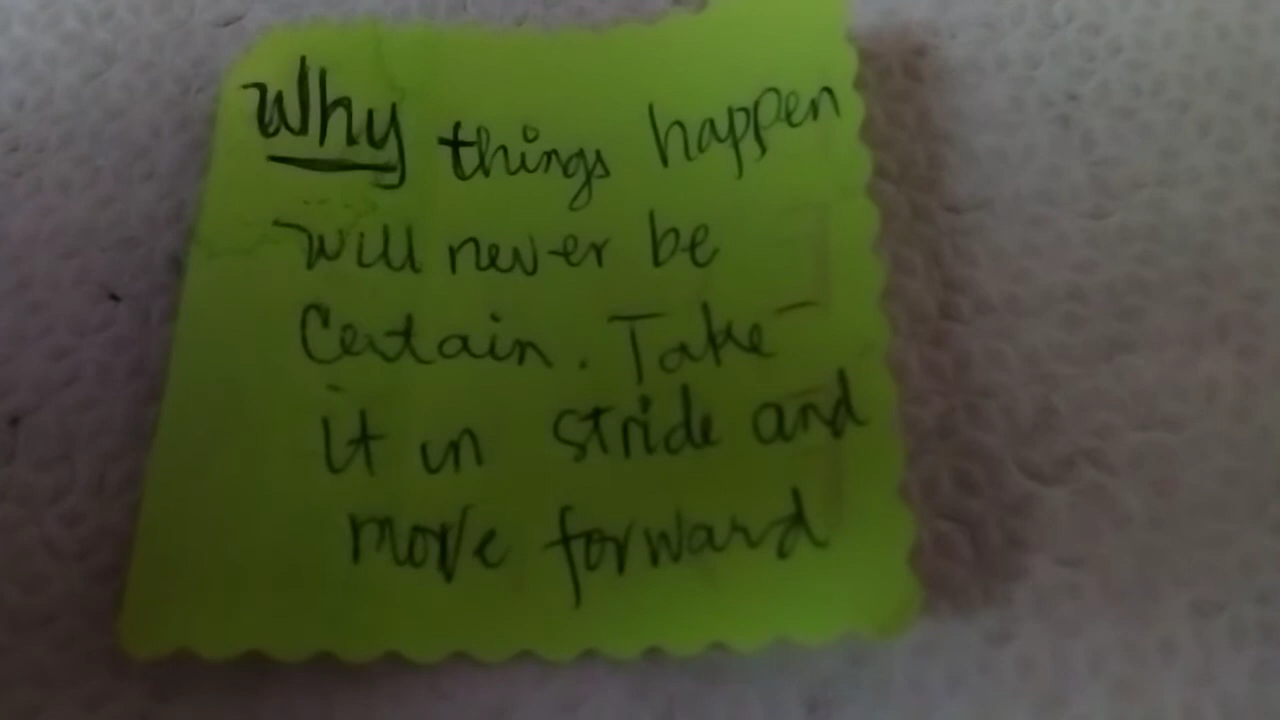 Why things happen
will never be
Certain. Take
it in stride and
move forward